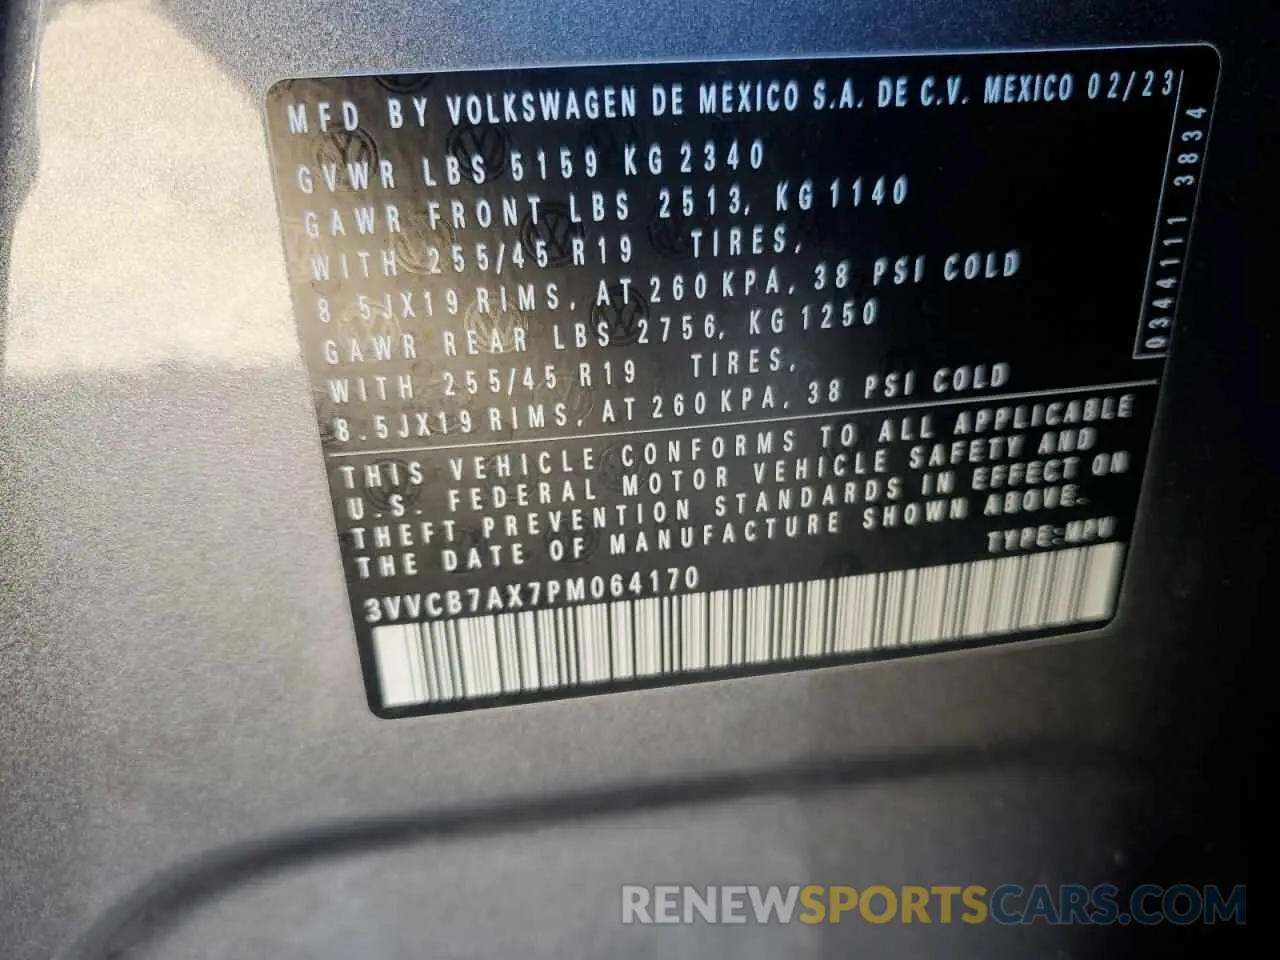 MFD BY VOLKSWAGEN DE MEXICO S.A. DE C.V. MEXICO 02/23
GVWR LBS 5159 KG 2340
GAWR FRONT LBS 2513, KG 1140
WITH 255/45 R19 TIRES,
8.5JX19 RIMS, AT 260 KPA, 38 PSI COLD
GAWR REAR LBS 2756, KG 1250
WITH 255/45 R19 TIRES,
8.5JX19 RIMS, AT 260 KPA, 38 PSI COLD
THIS VEHICLE CONFORMS TO ALL APPLICABLE
U.S. FEDERAL MOTOR VEHICLE SAFETY AND
THEFT PREVENTION STANDARDS IN EFFECT ON
THE DATE OF MANUFACTURE SHOWN ABOVE.
TYPE:MPV
3VVCB7AX7PM064170
9344111 3834
RENEWSPORTSCARS.COM